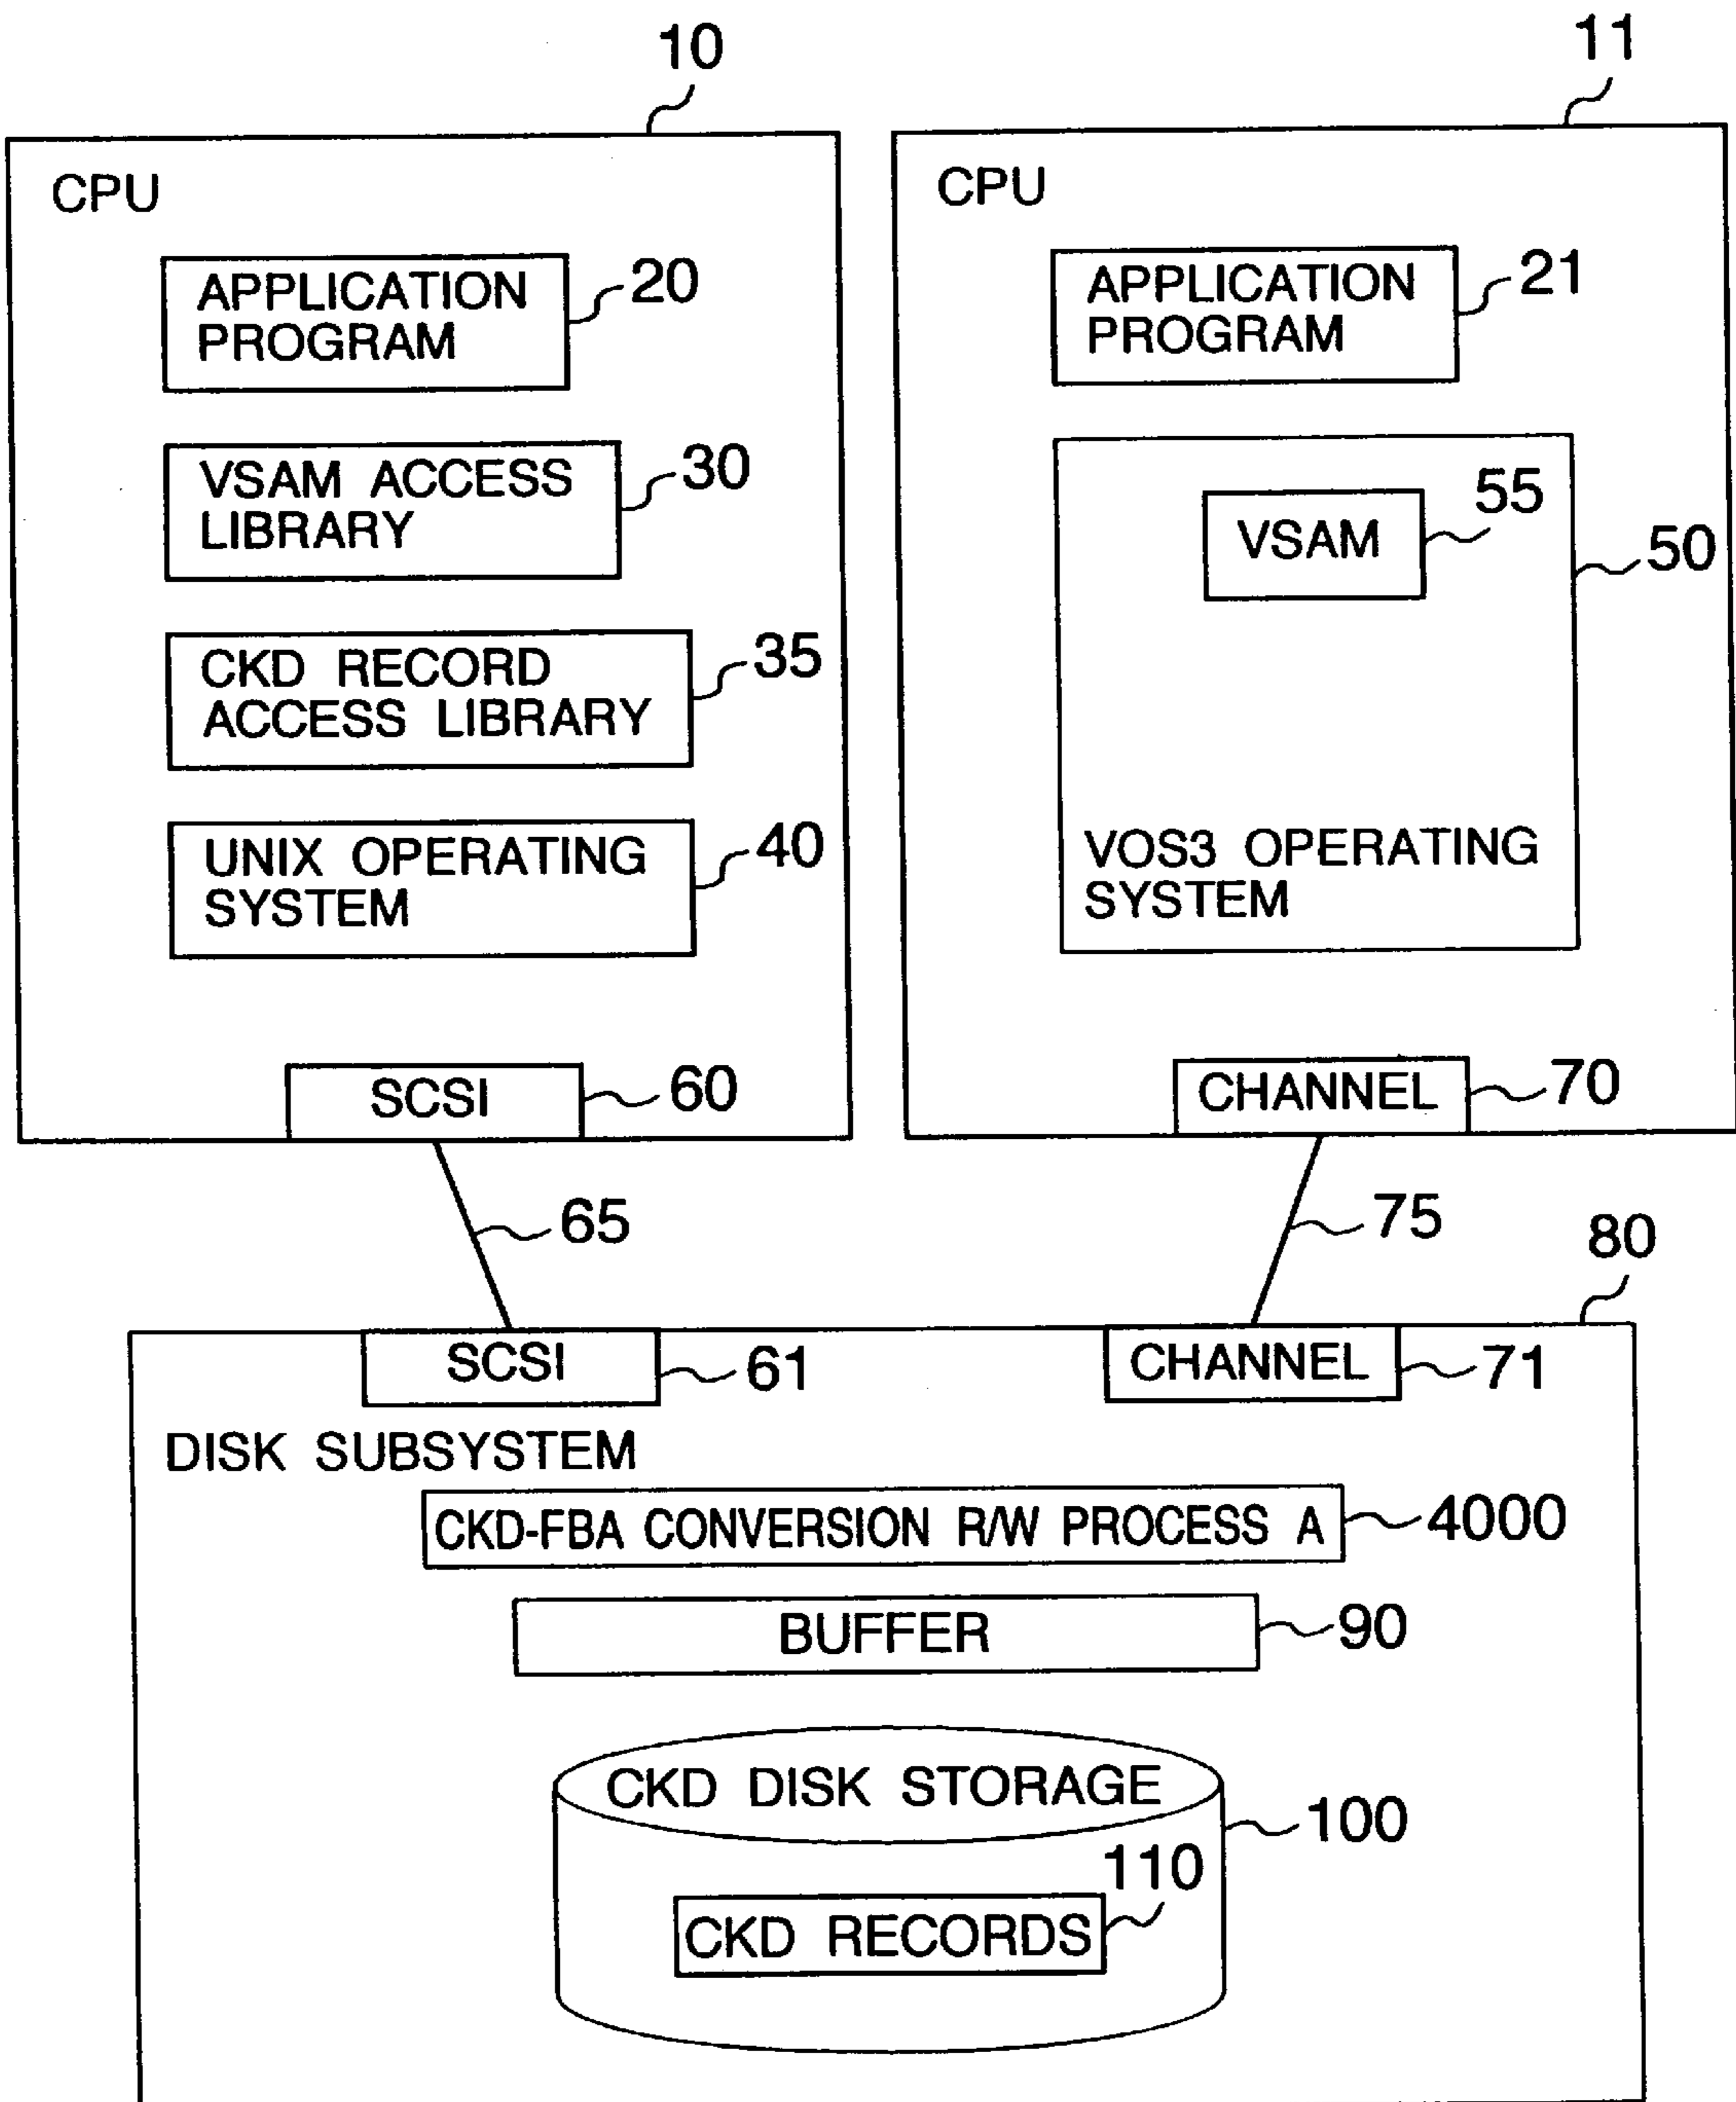 10
11
CPU
APPLICATION
PROGRAM
20
VSAM ACCESS
LIBRARY
30
CKD RECORD
ACCESS LIBRARY
35
UNIX OPERATING
SYSTEM
40
SCSI
60
CPU
APPLICATION
PROGRAM
21
VSAM
55
50
VOS3 OPERATING
SYSTEM
CHANNEL
70
65
75
80
SCSI
61
CHANNEL
71
DISK SUBSYSTEM
CKD-FBA CONVERSION R/W PROCESS A
4000
BUFFER
90
CKD DISK STORAGE
100
110
CKD RECORDS